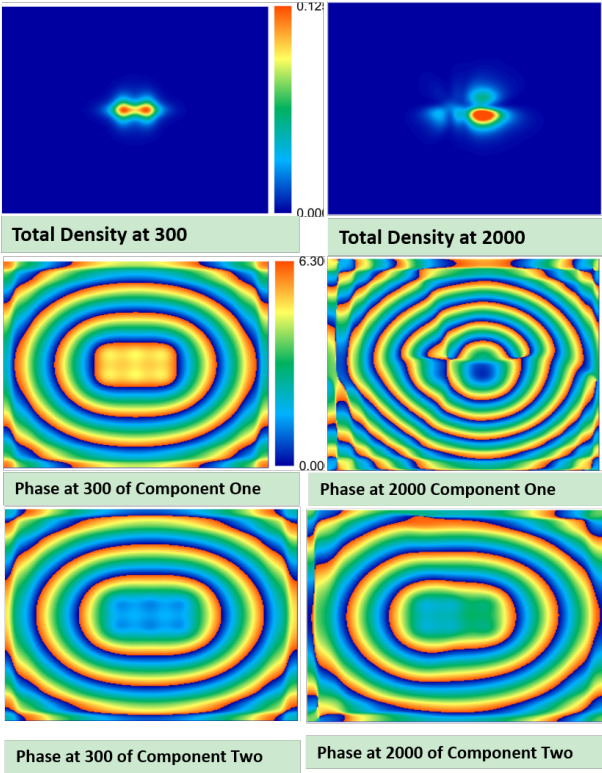 0.125
0.000
Total Density at 300
Total Density at 2000
6.30
0.00
Phase at 300 of Component One
Phase at 2000 Component One
Phase at 300 of Component Two
Phase at 2000 of Component Two